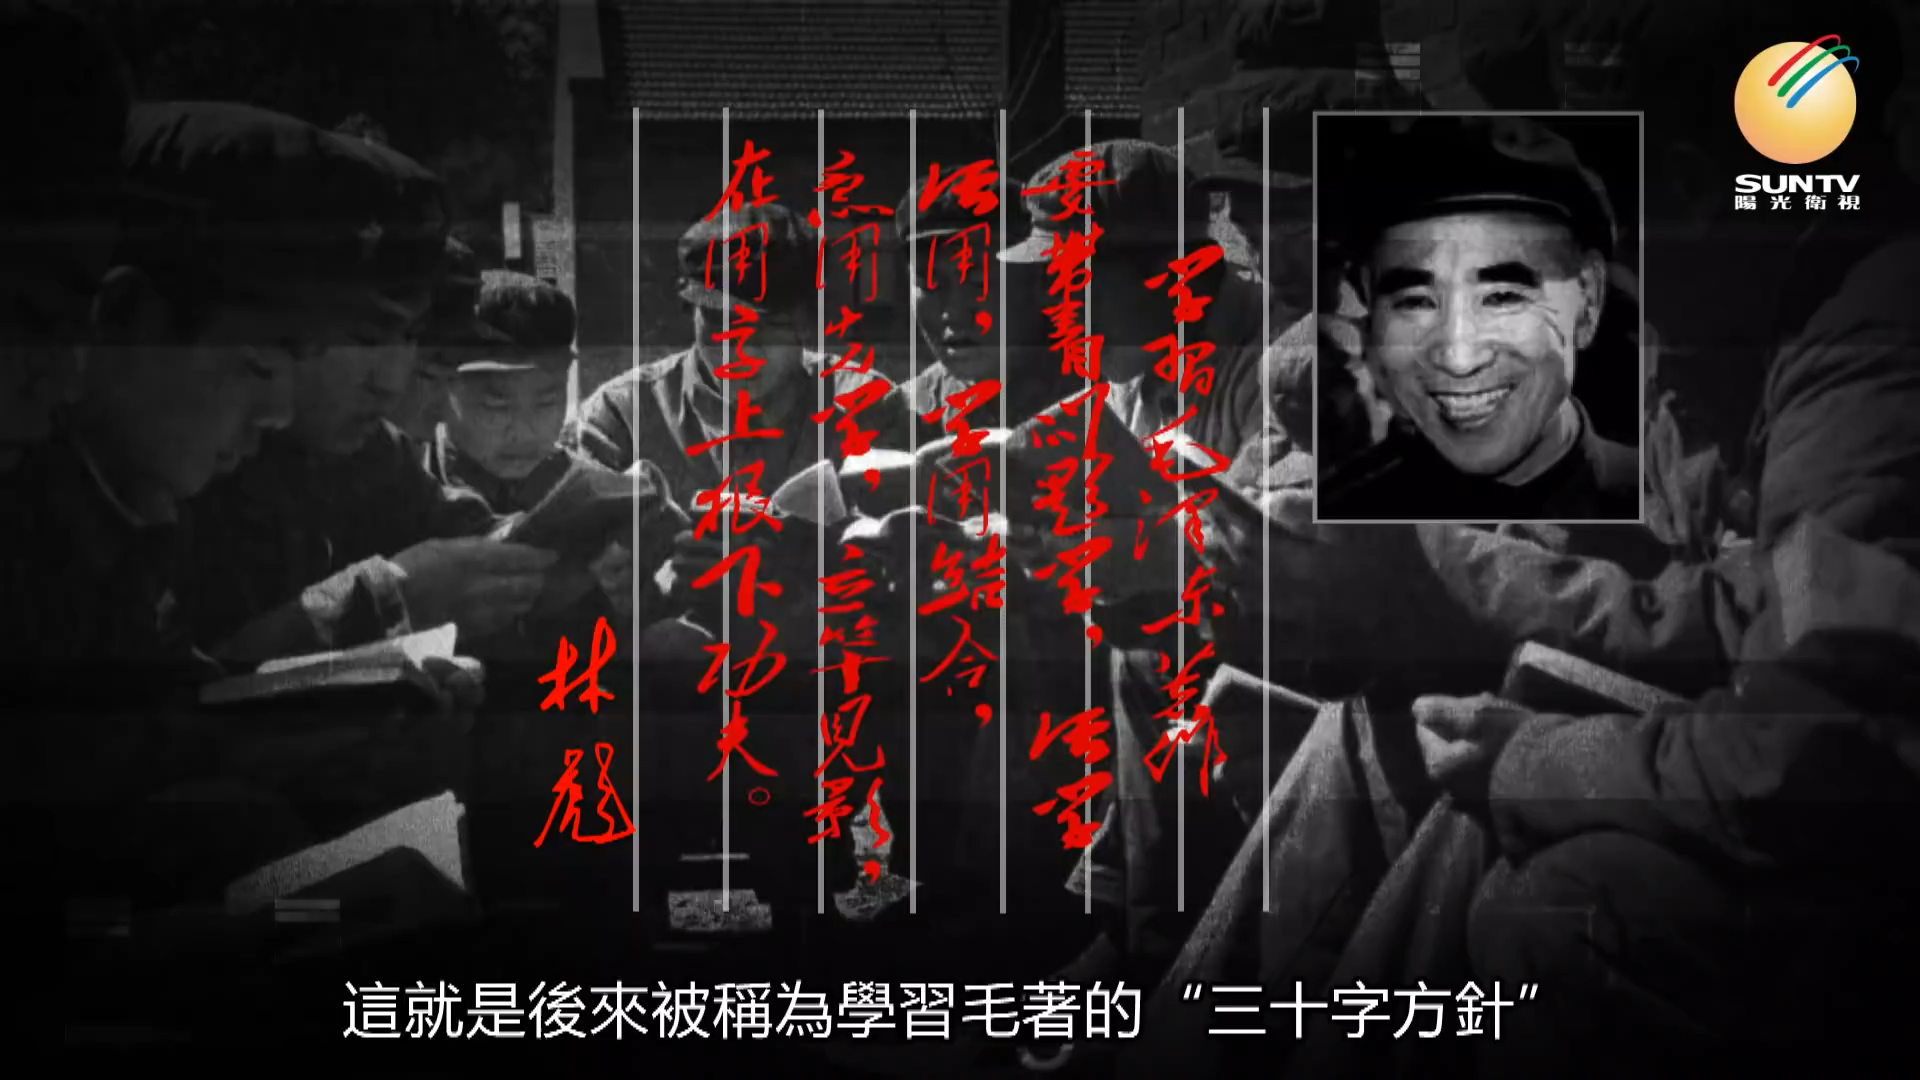 SUNTV
陽光衛視
学习毛泽东著作
要带着问题学，活学
活用，学用结合，
急用先学，立竿见影，
在用字上狠下功夫。
林彪
這就是後來被稱為學習毛著的“三十字方針”